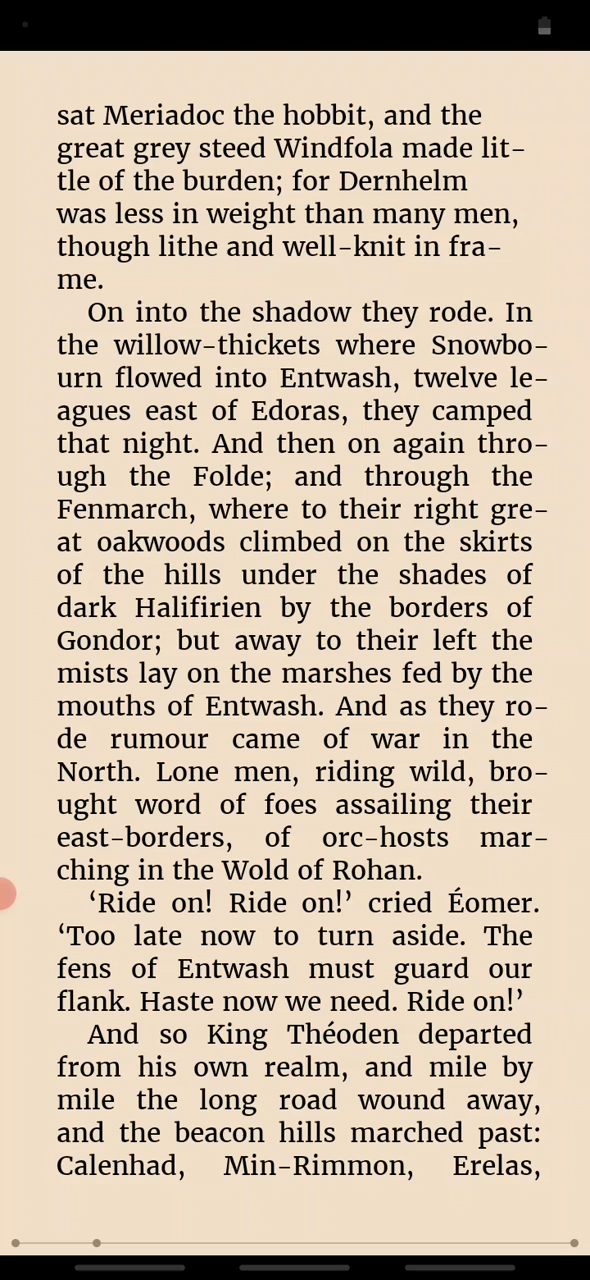 sat Meriadoc the hobbit, and the
great grey steed Windfola made lit-
tle of the burden; for Dernhelm
was less in weight than many men,
though lithe and well-knit in fra-
me.
On into the shadow they rode. In
the willow-thickets where Snowbo-
urn flowed into Entwash, twelve le-
agues east of Edoras, they camped
that night. And then on again thro-
ugh the Folde; and through the
Fenmarch, where to their right gre-
at oakwoods climbed on the skirts
of the hills under the shades of
dark Halifirien by the borders of
Gondor; but away to their left the
mists lay on the marshes fed by the
mouths of Entwash. And as they ro-
de rumour came of war in the
North. Lone men, riding wild, bro-
ught word of foes assailing their
east-borders, of orc-hosts mar-
ching in the Wold of Rohan.
‘Ride on! Ride on!’ cried Éomer.
‘Too late now to turn aside. The
fens of Entwash must guard our
flank. Haste now we need. Ride on!’
And so King Théoden departed
from his own realm, and mile by
mile the long road wound away,
and the beacon hills marched past:
Calenhad, Min-Rimmon, Erelas,